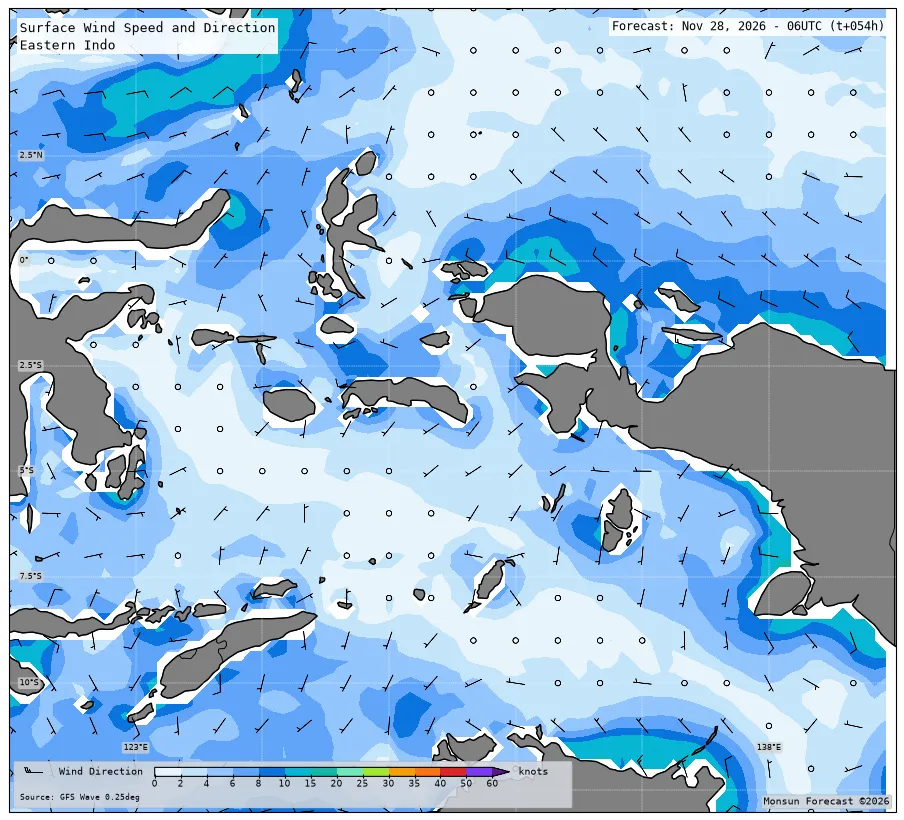 Surface Wind Speed and Direction
Eastern Indo
Forecast: Nov 28, 2026 - 06UTC (t+054h)
2.5°N
0°
2.5°S
5°S
7.5°S
10°S
123°E
138°E
Wind Direction
knots
0 2 4 6 8 10 15 20 25 30 40 50 60
Source: GFS Wave 0.25deg
Monsun Forecast ©2026